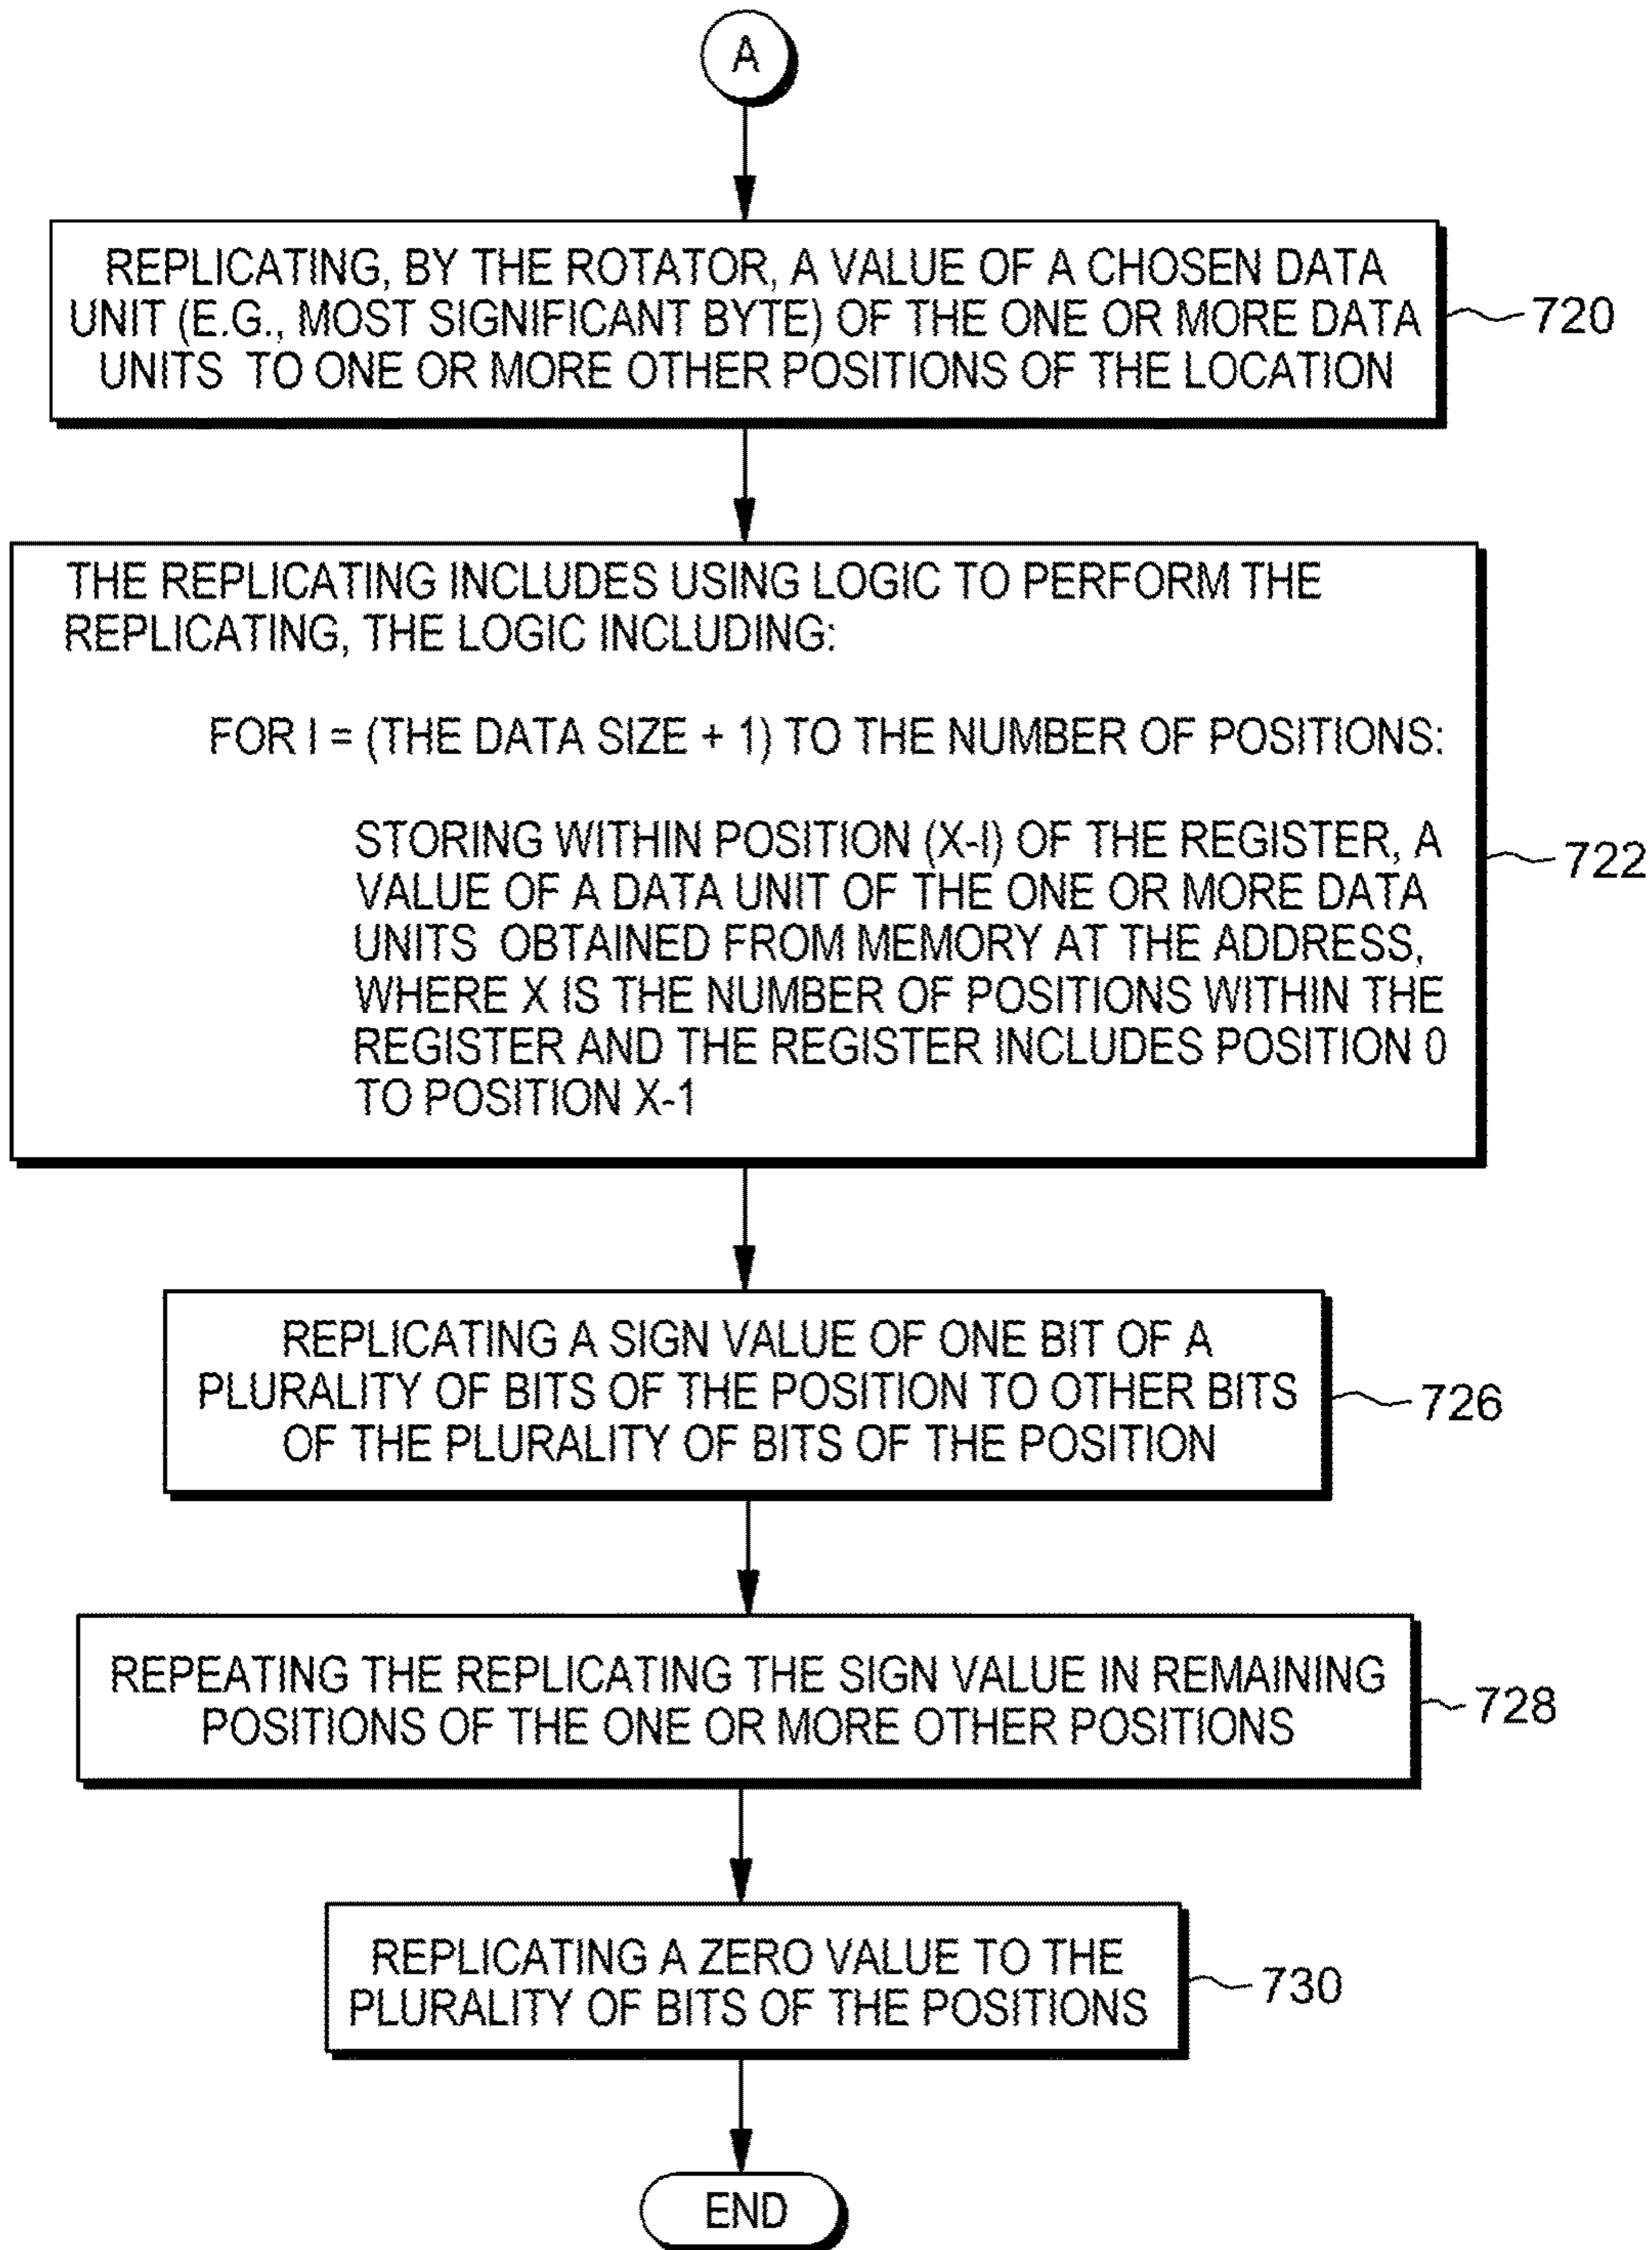 A
REPLICATING, BY THE ROTATOR, A VALUE OF A CHOSEN DATA
UNIT (E.G., MOST SIGNIFICANT BYTE) OF THE ONE OR MORE DATA
UNITS TO ONE OR MORE OTHER POSITIONS OF THE LOCATION
720
THE REPLICATING INCLUDES USING LOGIC TO PERFORM THE
REPLICATING, THE LOGIC INCLUDING:
FOR I = (THE DATA SIZE + 1) TO THE NUMBER OF POSITIONS:
STORING WITHIN POSITION (X-I) OF THE REGISTER, A
VALUE OF A DATA UNIT OF THE ONE OR MORE DATA
UNITS OBTAINED FROM MEMORY AT THE ADDRESS,
WHERE X IS THE NUMBER OF POSITIONS WITHIN THE
REGISTER AND THE REGISTER INCLUDES POSITION 0
TO POSITION X-1
722
REPLICATING A SIGN VALUE OF ONE BIT OF A
PLURALITY OF BITS OF THE POSITION TO OTHER BITS
OF THE PLURALITY OF BITS OF THE POSITION
726
REPEATING THE REPLICATING THE SIGN VALUE IN REMAINING
POSITIONS OF THE ONE OR MORE OTHER POSITIONS
728
REPLICATING A ZERO VALUE TO THE
PLURALITY OF BITS OF THE POSITIONS
730
END